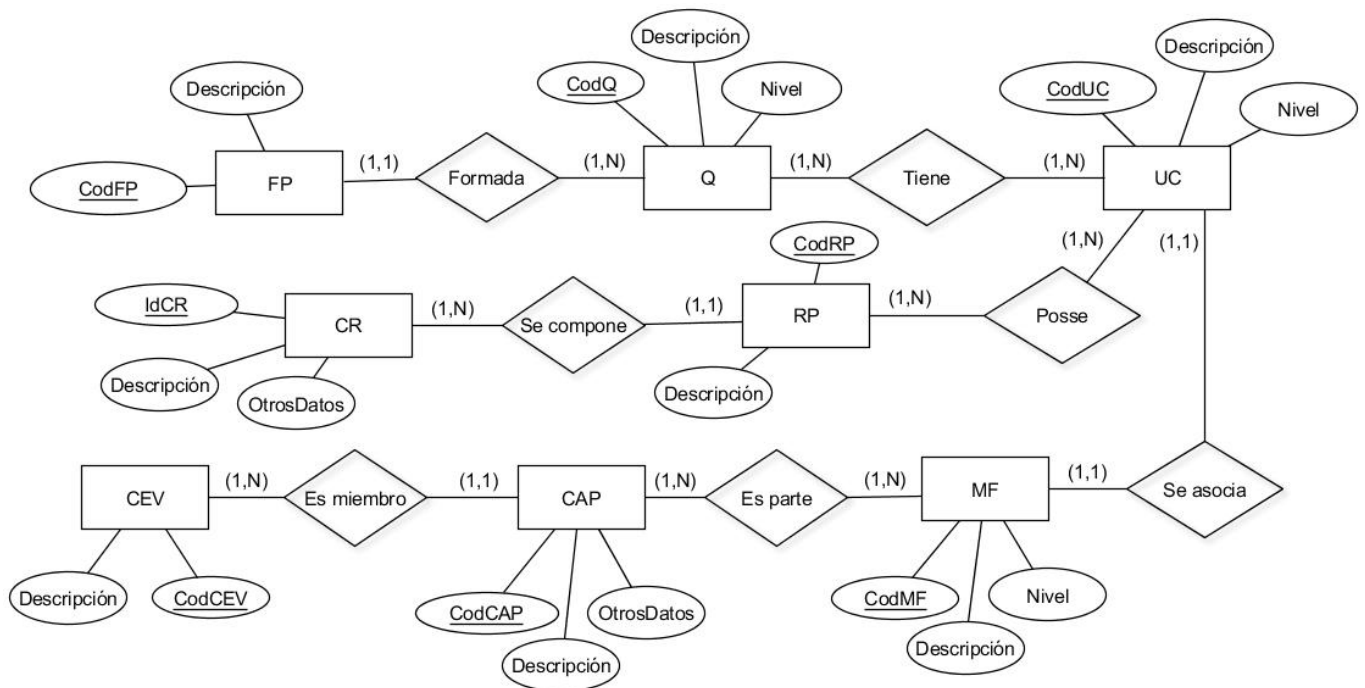 Descripción
CodFP
FP
(1,1)
Formada
(1,N)
CodQ
Descripción
Nivel
Q
(1,N)
Tiene
(1,N)
CodUC
Descripción
Nivel
UC
(1,N)
(1,1)
IdCR
CR
Descripción
OtrosDatos
(1,N)
Se compone
(1,1)
CodRP
RP
Descripción
(1,N)
Posse
CEV
Descripción
CodCEV
(1,N)
Es miembro
(1,1)
CAP
CodCAP
Descripción
OtrosDatos
(1,N)
Es parte
(1,N)
MF
CodMF
Descripción
Nivel
(1,1)
Se asocia